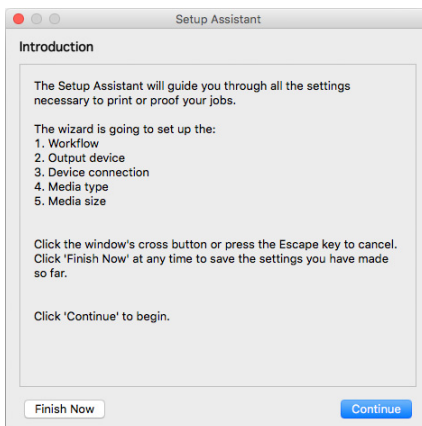 Setup Assistant
Introduction
The Setup Assistant will guide you through all the settings
necessary to print or proof your jobs.
The wizard is going to set up the:
1. Workflow
2. Output device
3. Device connection
4. Media type
5. Media size
Click the window's cross button or press the Escape key to cancel.
Click 'Finish Now' at any time to save the settings you have made
so far.
Click 'Continue' to begin.
Finish Now
Continue